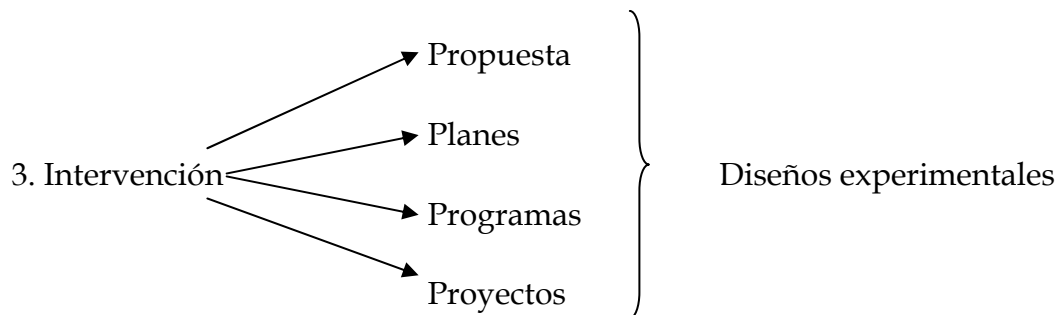 Propuesta
Planes
3. Intervención
Diseños experimentales
Programas
Proyectos